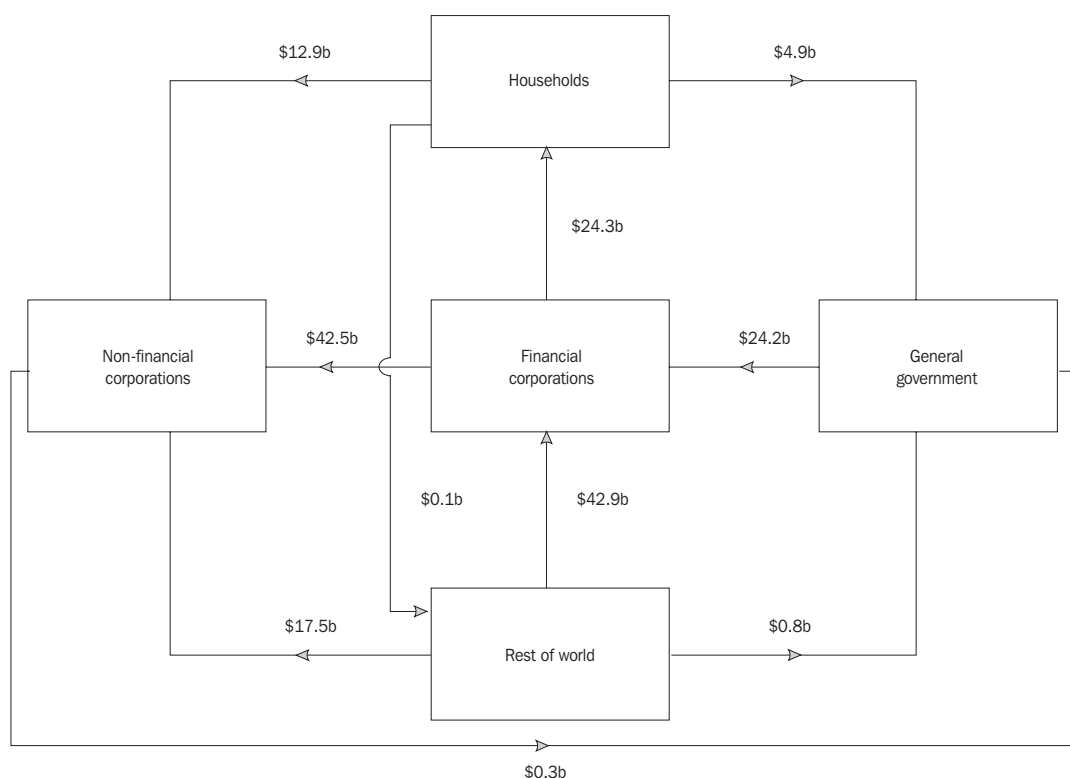 $12.9b
$4.9b
Households
$24.3b
$42.5b
$24.2b
Non-financial
corporations
Financial
corporations
General
government
$0.1b
$42.9b
$17.5b
$0.8b
Rest of world
$0.3b